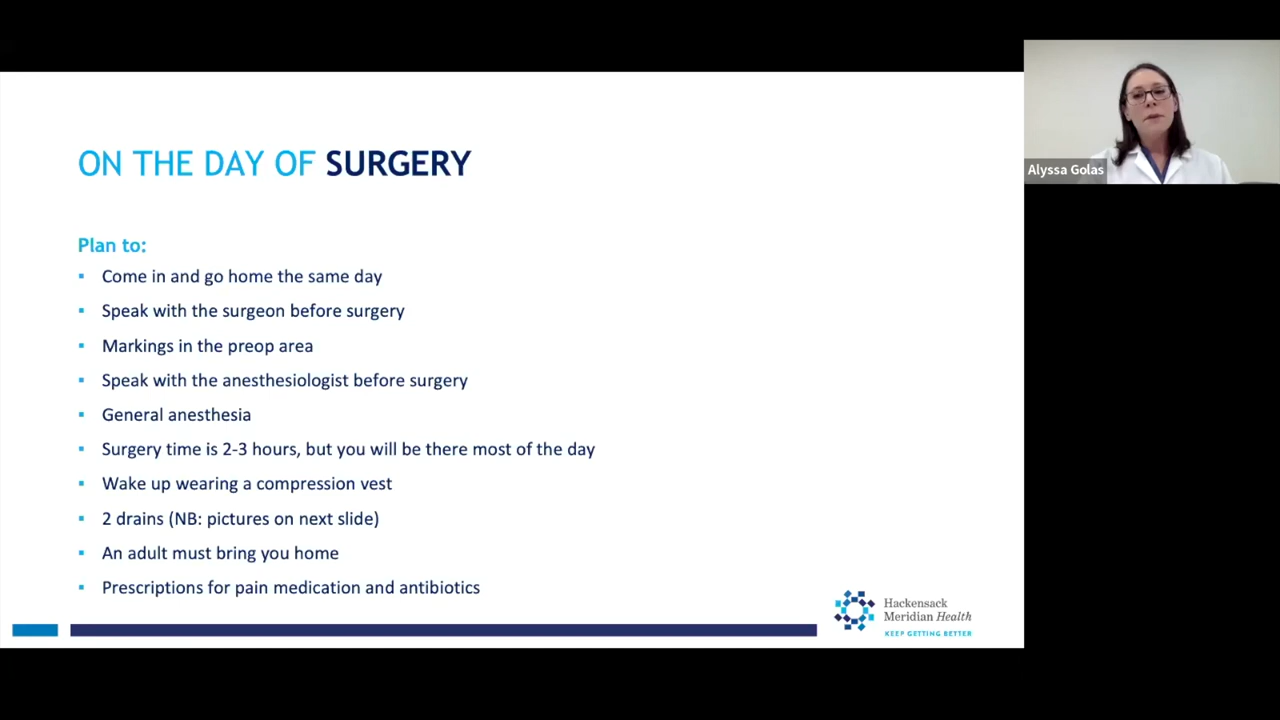 ON THE DAY OF SURGERY
Plan to:
Come in and go home the same day
Speak with the surgeon before surgery
Markings in the preop area
Speak with the anesthesiologist before surgery
General anesthesia
Surgery time is 2-3 hours, but you will be there most of the day
Wake up wearing a compression vest
2 drains (NB: pictures on next slide)
An adult must bring you home
Prescriptions for pain medication and antibiotics
Hackensack
Meridian Health
KEEP GETTING BETTER
Alyssa Golas